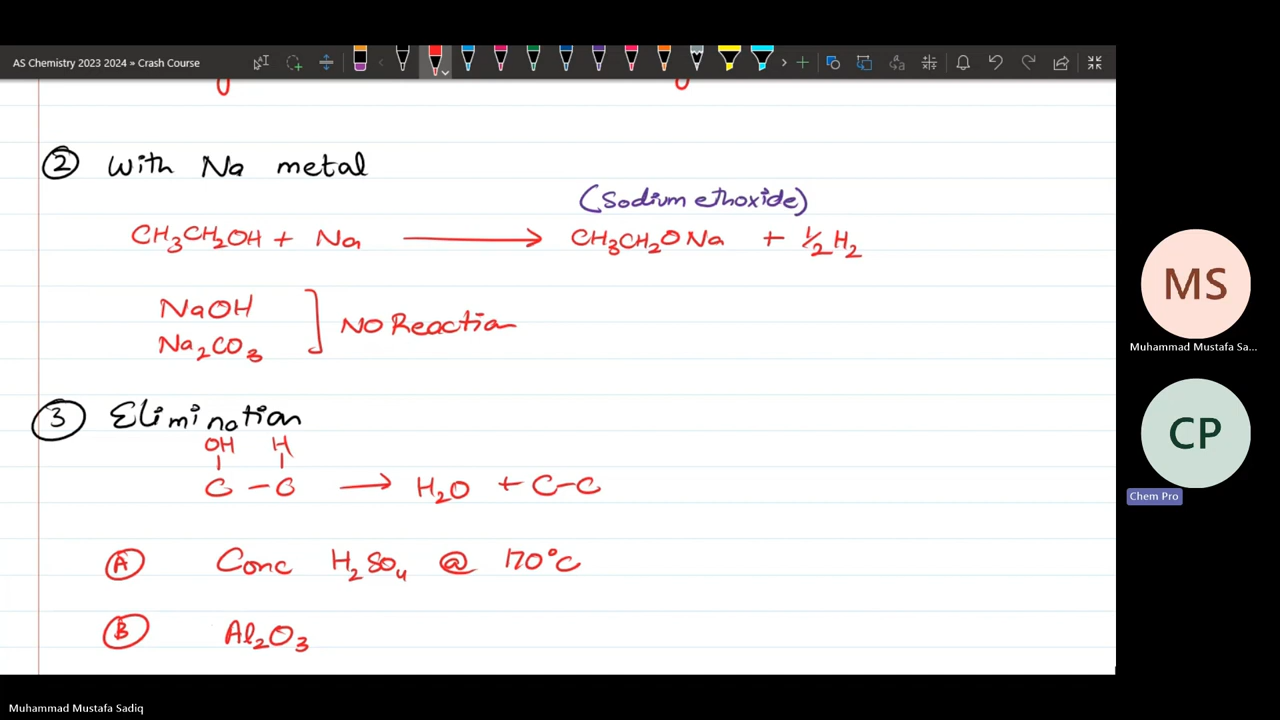 AS Chemistry 2023 2024 » Crash Course
② With Na metal
(Sodium ethoxide)
CH₃CH₂OH + Na ⟶ CH₃CH₂ONa + ½H₂
NaOH
Na₂CO₃
] NO Reaction
③ Elimination
OH H
C – C ⟶ H₂O + C–C
Ⓐ Conc H₂SO₄ @ 170°C
Ⓑ Al₂O₃
MS
Muhammad Mustafa Sa...
CP
Chem Pro
Muhammad Mustafa Sadiq